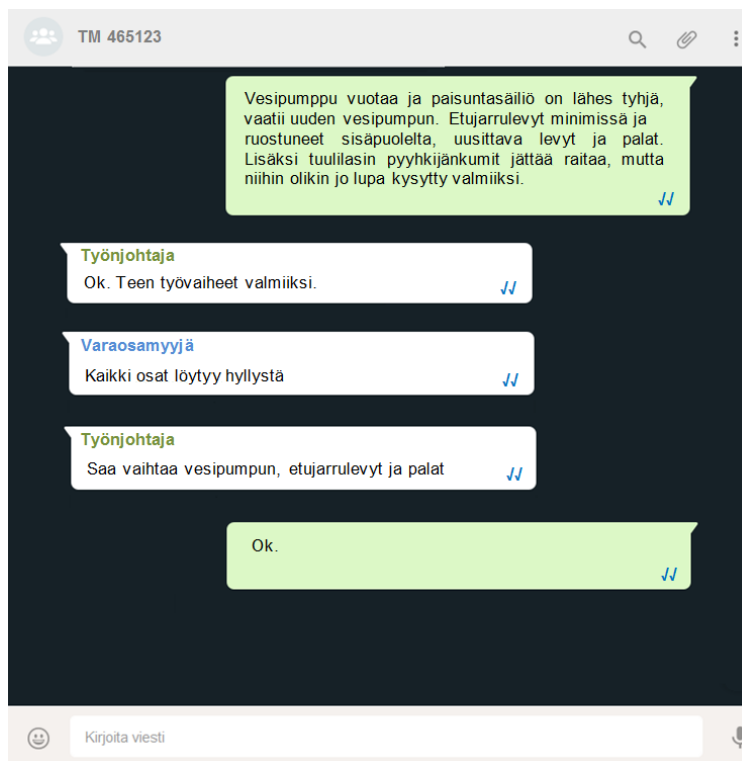 TM 465123
Vesipumppu vuotaa ja paisuntasäiliö on lähes tyhjä,
vaatii uuden vesipumpun. Etujarrulevyt minimissä ja
ruostuneet sisäpuolelta, uusittava levyt ja palat.
Lisäksi tuulilasin pyyhkijänkumit jättää raitaa, mutta
niihin olikin jo lupa kysytty valmiiksi.
Työnjohtaja
Ok. Teen työvaiheet valmiiksi.
Varaosamyyjä
Kaikki osat löytyy hyllystä
Työnjohtaja
Saa vaihtaa vesipumpun, etujarrulevyt ja palat
Ok.
Kirjoita viesti